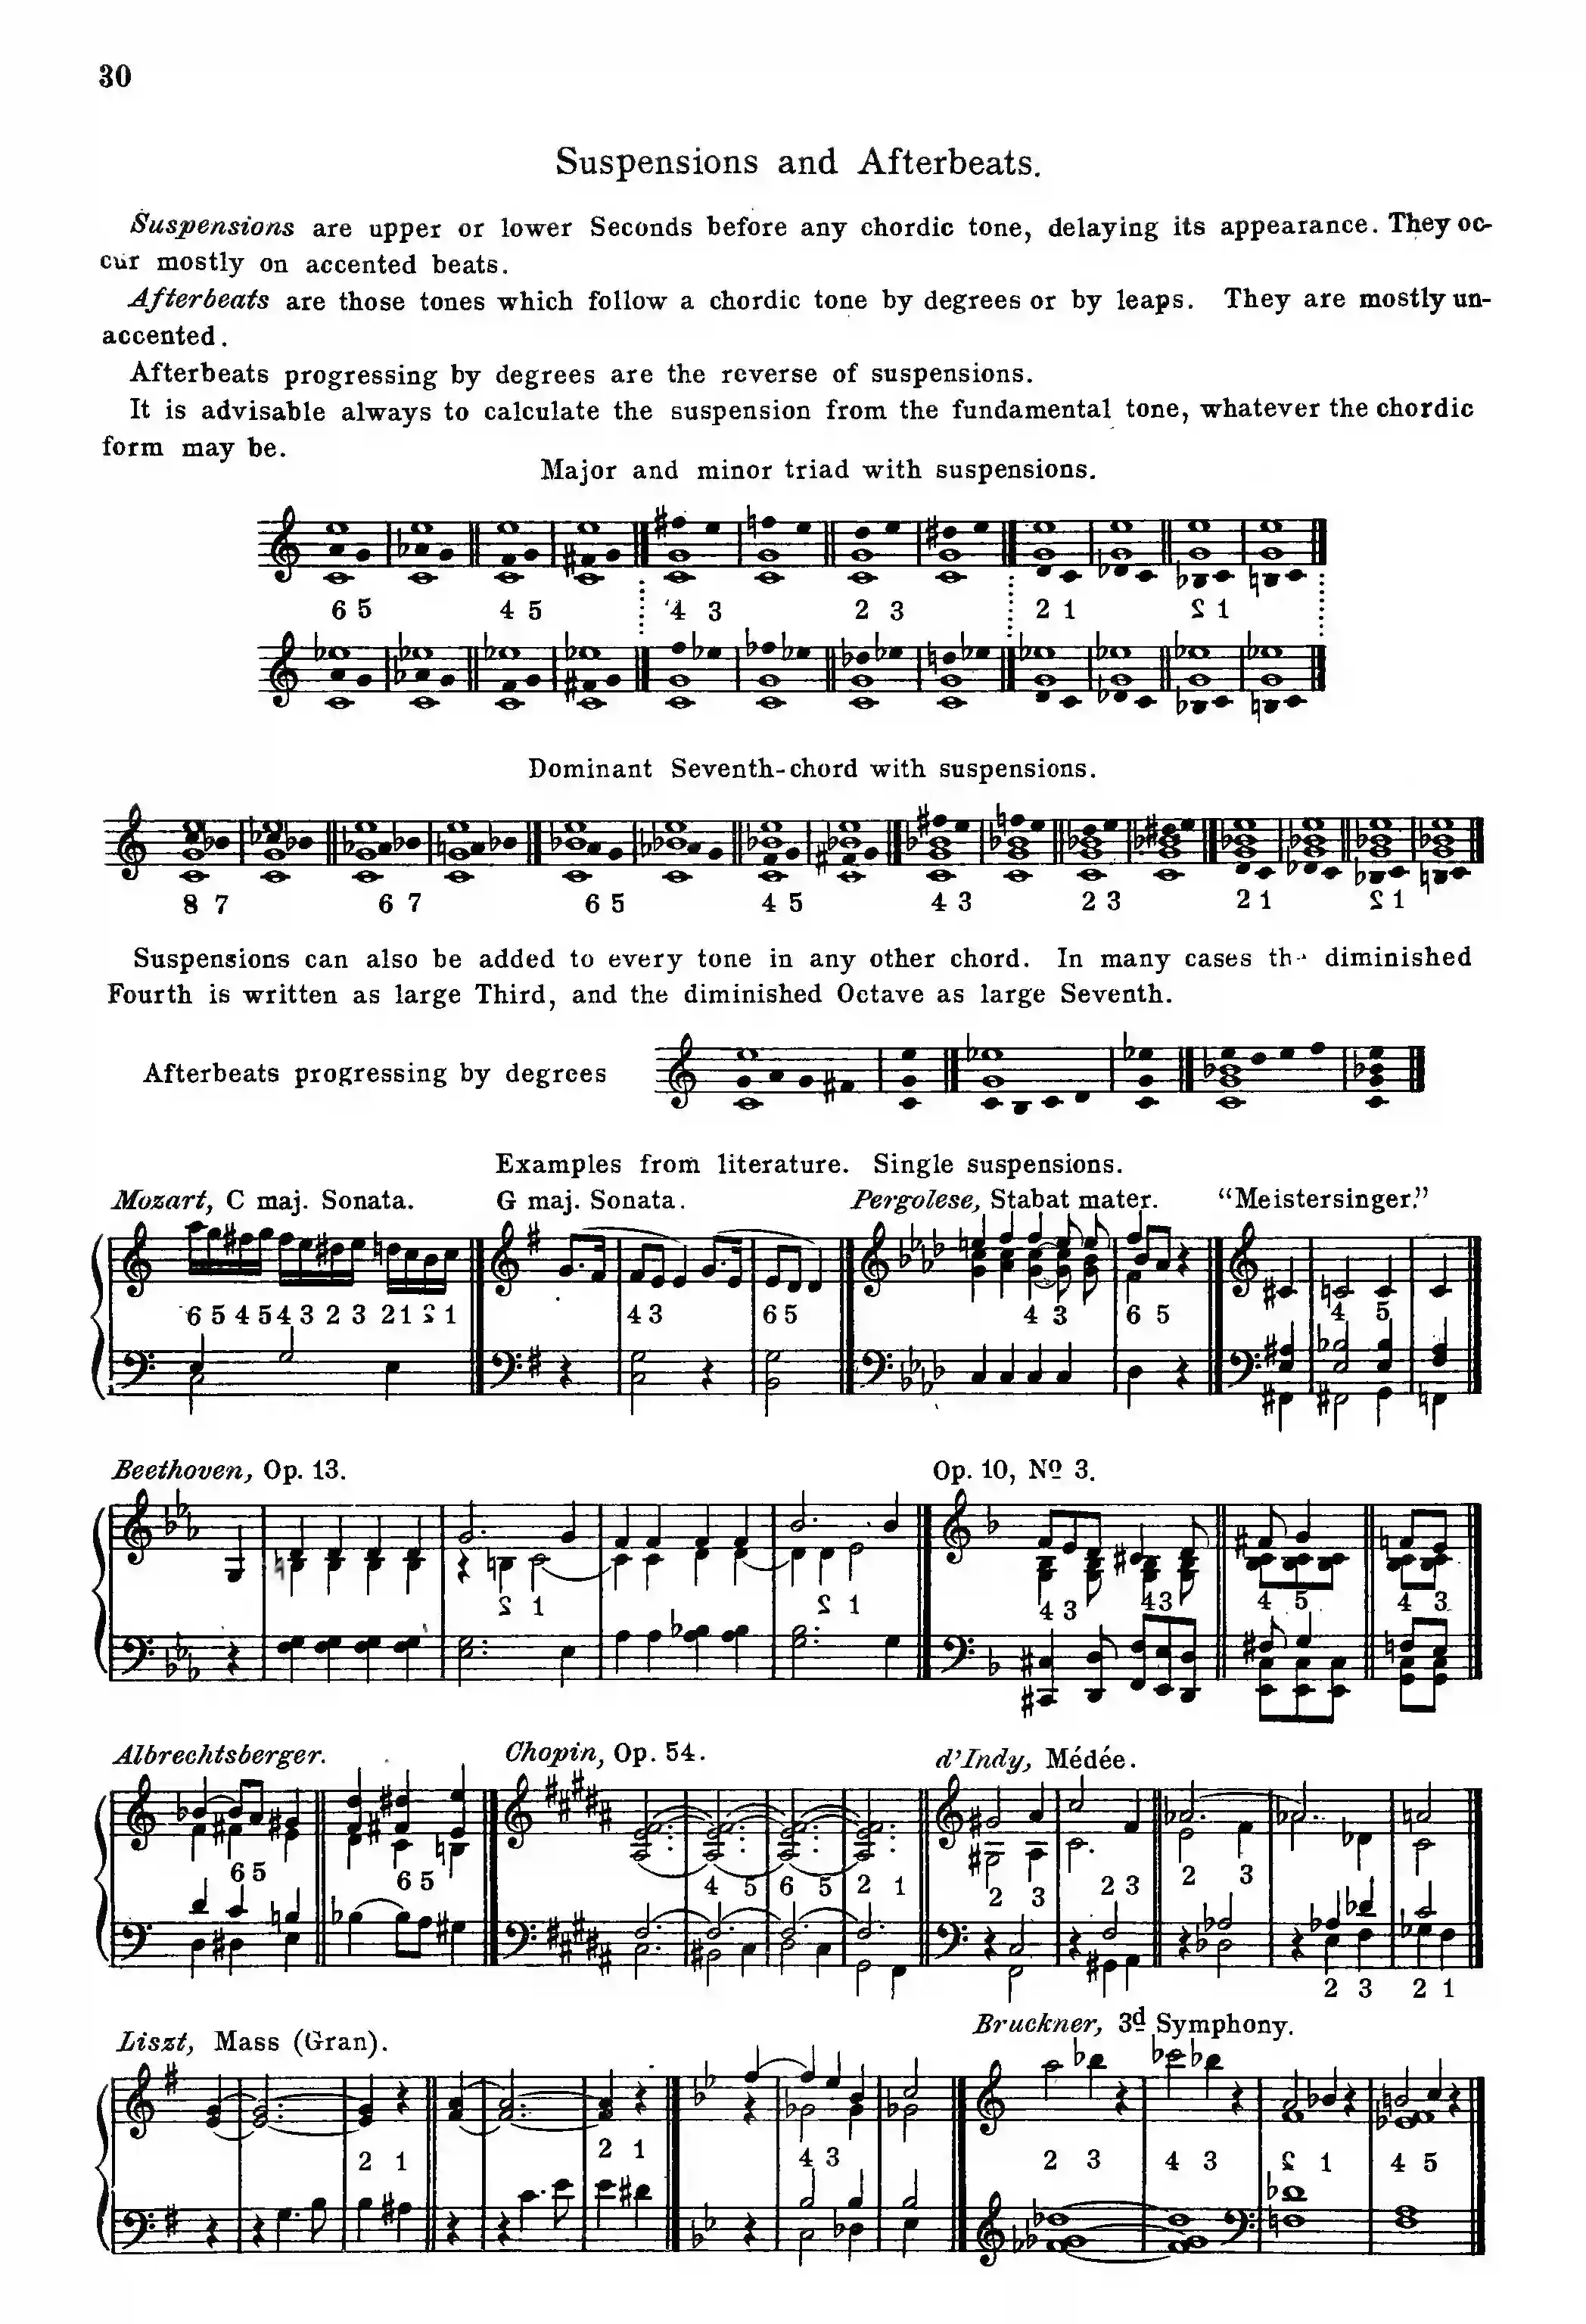 30
Suspensions and Afterbeats.
Suspensions are upper or lower Seconds before any chordic tone, delaying its appearance. They oc-
cur mostly on accented beats.
Afterbeats are those tones which follow a chordic tone by degrees or by leaps. They are mostly un-
accented.
Afterbeats progressing by degrees are the reverse of suspensions.
It is advisable always to calculate the suspension from the fundamental tone, whatever the chordic
form may be.
Major and minor triad with suspensions.
6 5 4 5 4 3 2 3 2 1 2 1
Dominant Seventh-chord with suspensions.
8 7 6 7 6 5 4 5 4 3 2 3 2 1 2 1
Suspensions can also be added to every tone in any other chord. In many cases diminished
Fourth is written as large Third, and the diminished Octave as large Seventh.
Afterbeats progressing by degrees
Examples from literature. Single suspensions.
Mozart, C maj. Sonata. G maj. Sonata. Pergolese, Stabat mater. "Meistersinger."
6 5 4 5 4 3 2 3 2 1 2 1 4 3 6 5 4 3 6 5 4 5
Beethoven, Op. 13. Op. 10, No 3.
2 1 2 1 4 3 4 3 4 5 4 3
Albrechtsberger. Chopin, Op. 54. d'Indy, Médée.
6 5 6 5 4 5 6 5 2 1 2 3 2 3 2 3
2 3 2 1
Liszt, Mass (Gran). Bruckner, 3d Symphony.
2 1 2 1 4 3 2 3 4 3 2 1 4 5